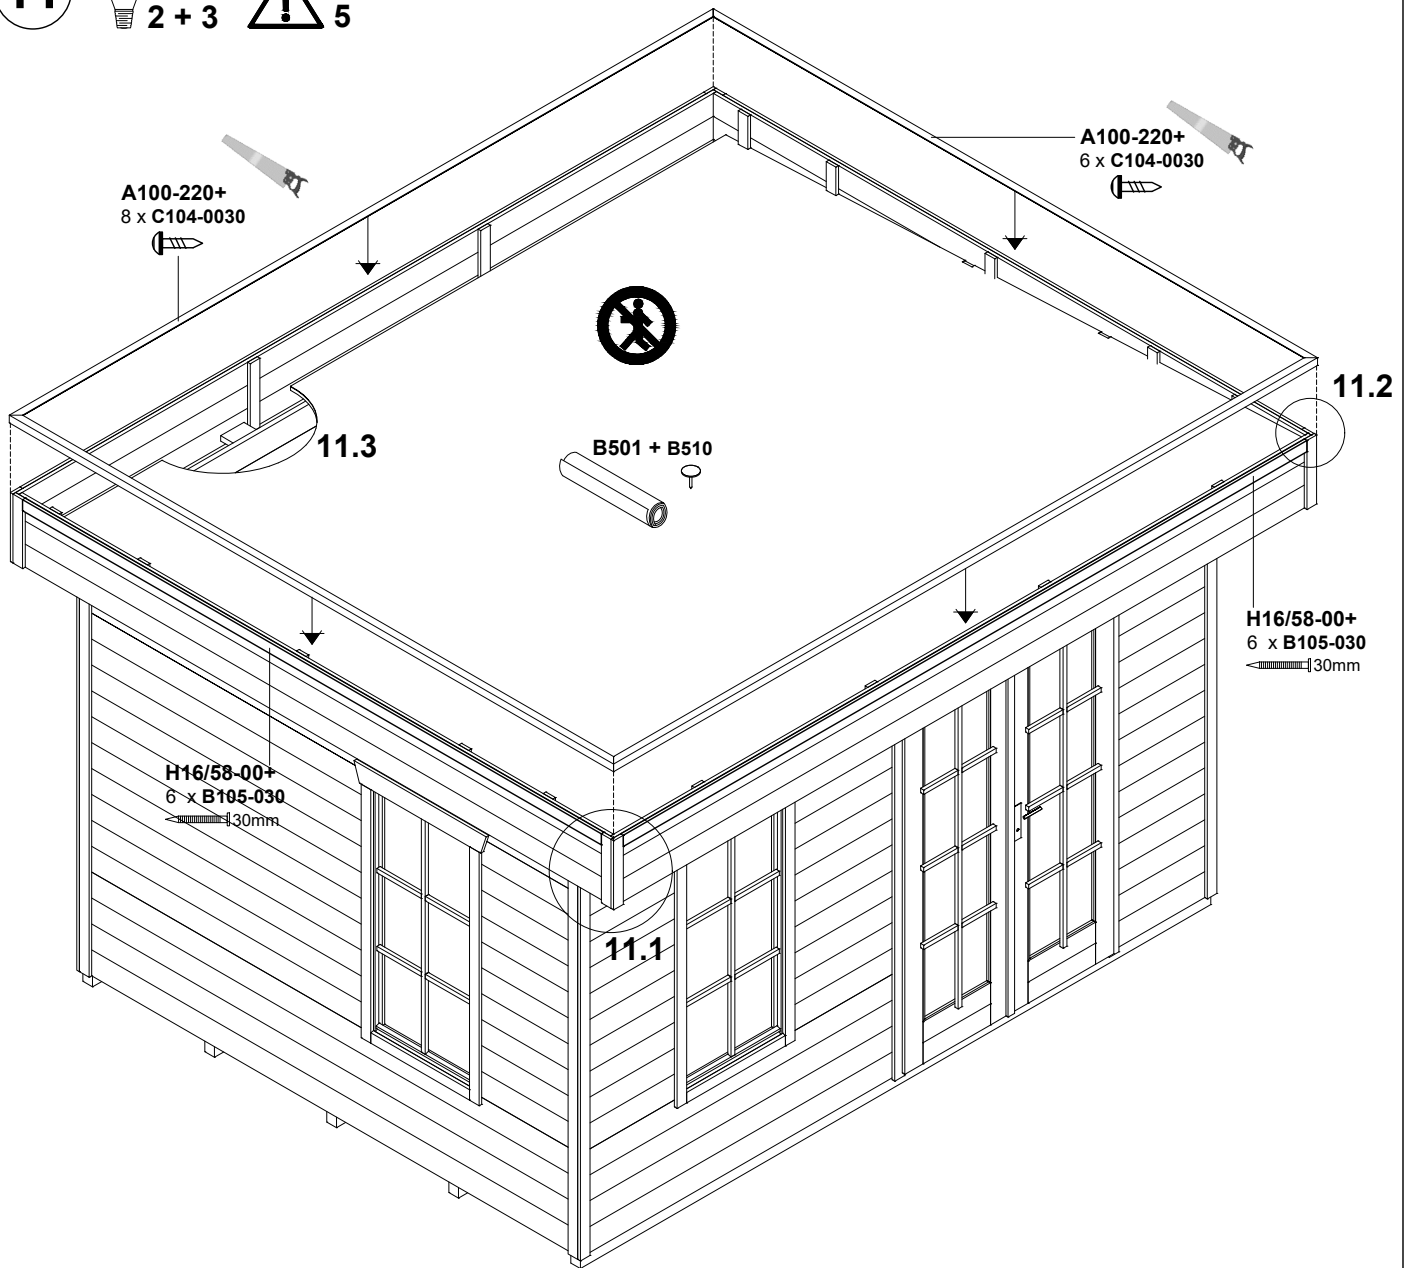 11
2 + 3
5
A100-220+
6 x C104-0030
A100-220+
8 x C104-0030
11.2
11.3
B501 + B510
H16/58-00+
6 x B105-030
30mm
H16/58-00+
6 x B105-030
30mm
11.1